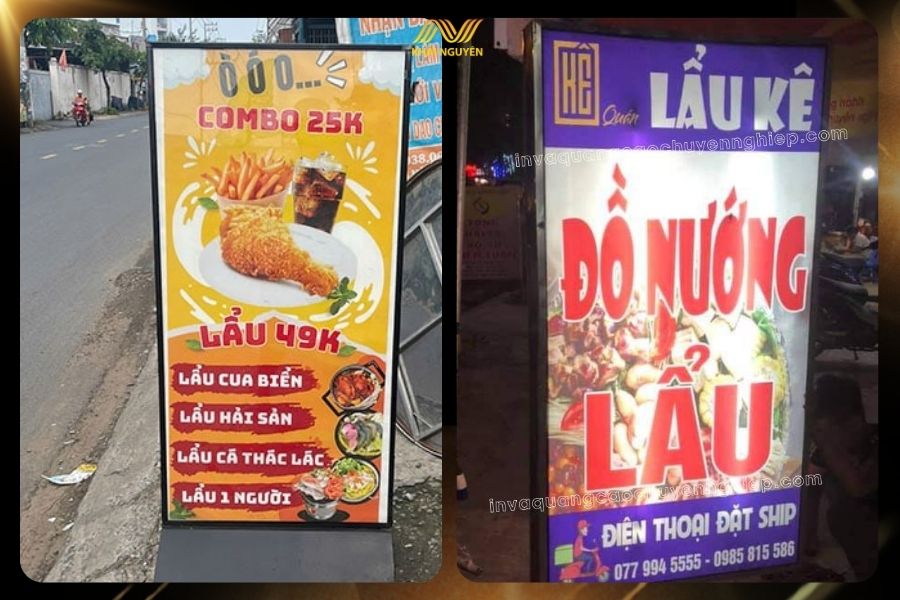 KHẢI NGUYÊN
ÒÓO...
COMBO 25K
LẨU 49K
LẨU CUA BIỂN
LẨU HẢI SẢN
LẨU CÁ THÁC LÁC
LẨU 1 NGƯỜI
KÊ
Quán LẨU KÊ
invaquangcaochuyennghiep.com
ĐỒ NƯỚNG
LẨU
invaquangcaochuyennghiep.com
ĐIỆN THOẠI ĐẶT SHIP
077 994 5555 - 0985 815 586